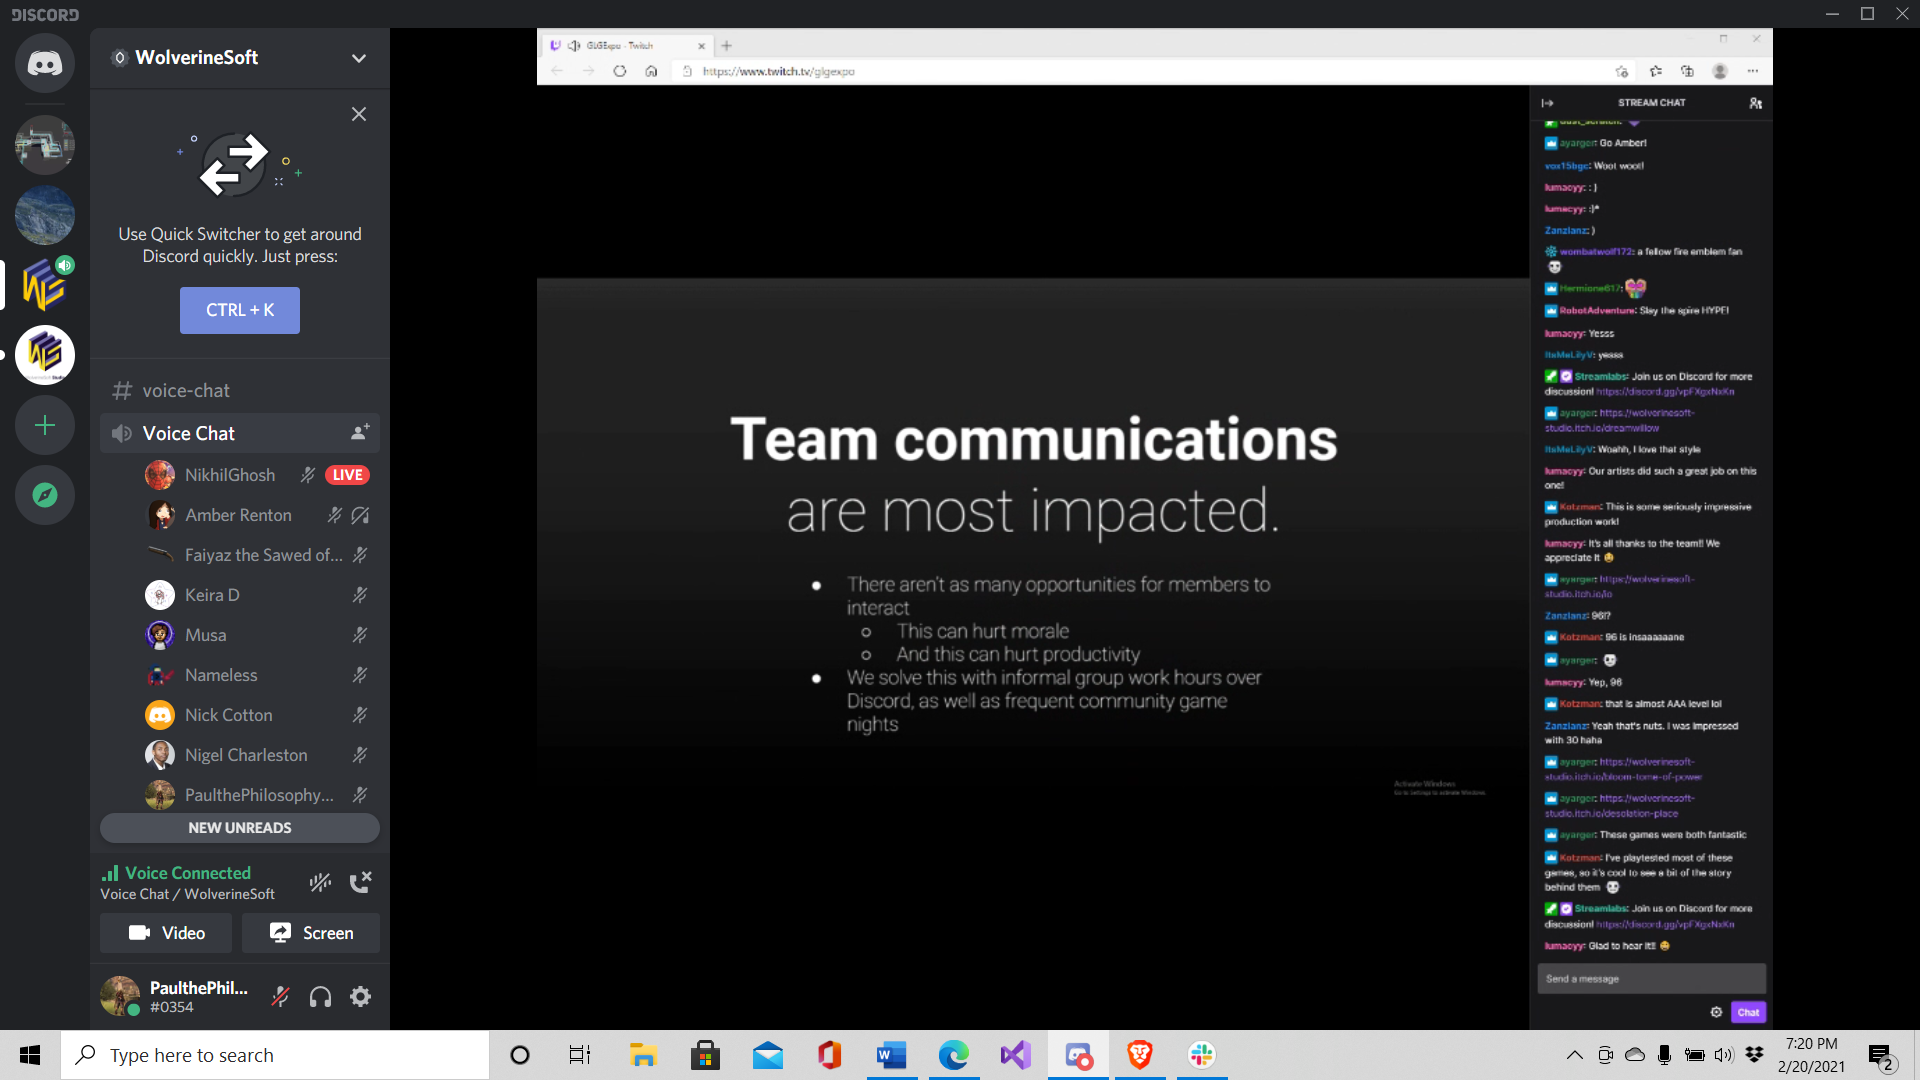 DISCORD
WolverineSoft
Use Quick Switcher to get around
Discord quickly. Just press:
CTRL + K
# voice-chat
Voice Chat
NikhilGhosh LIVE
Amber Renton
Faiyaz the Sawed of...
Keira D
Musa
Nameless
Nick Cotton
Nigel Charleston
PaulthePhilosophy...
NEW UNREADS
Voice Connected
Voice Chat / WolverineSoft
Video Screen
PaulthePhil...
#0354
GLGExpo - Twitch
https://www.twitch.tv/glgexpo
Team communications
are most impacted.
There aren't as many opportunities for members to
interact
This can hurt morale
And this can hurt productivity
We solve this with informal group work hours over
Discord, as well as frequent community game
nights
Activate Windows
Go to Settings to activate Windows.
STREAM CHAT
ayarger: Go Amber!
vox15bgc: Woot woot!
lumacyy: : )
lumacyy: :)*
Zanzlanz: )
wombatwolf172: a fellow fire emblem fan
Hermione617:
RobotAdventure: Slay the spire HYPE!
lumacyy: Yesss
ItsMeLilyV: yesss
Streamlabs: Join us on Discord for more
discussion! https://discord.gg/vpFXgxNxKn
ayarger: https://wolverinesoft-
studio.itch.io/dreamwillow
ItsMeLilyV: Woahh, I love that style
lumacyy: Our artists did such a great job on this
one!
Kotzman: This is some seriously impressive
production work!
lumacyy: It's all thanks to the team!! We
appreciate it
ayarger: https://wolverinesoft-
studio.itch.io/io
Zanzlanz: 96!?
Kotzman: 96 is insaaaaaane
ayarger:
lumacyy: Yep, 96
Kotzman: that is almost AAA level lol
Zanzlanz: Yeah that's nuts. I was impressed
with 30 haha
ayarger: https://wolverinesoft-
studio.itch.io/bloom-tome-of-power
ayarger: https://wolverinesoft-
studio.itch.io/desolation-place
ayarger: These games were both fantastic
Kotzman: I've playtested most of these
games, so it's cool to see a bit of the story
behind them
Streamlabs: Join us on Discord for more
discussion! https://discord.gg/vpFXgxNxKn
lumacyy: Glad to hear it!!
Send a message
Chat
Type here to search
7:20 PM
2/20/2021
2